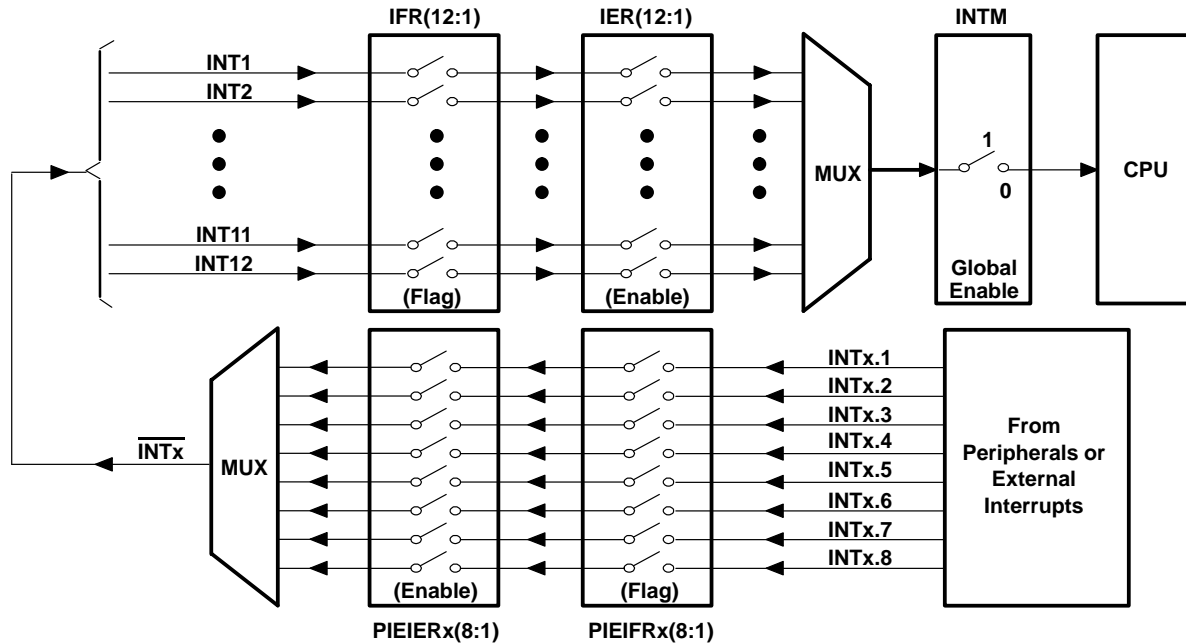 IFR(12:1)
IER(12:1)
INTM
INT1
INT2
1
MUX
CPU
0
INT11
INT12
Global
Enable
(Flag)
(Enable)
INTx.1
INTx.2
INTx.3
From
INTx.4
Peripherals or
INTx
MUX
INTx.5
External
INTx.6
Interrupts
INTx.7
INTx.8
(Enable)
(Flag)
PIEIERx(8:1)
PIEIFRx(8:1)